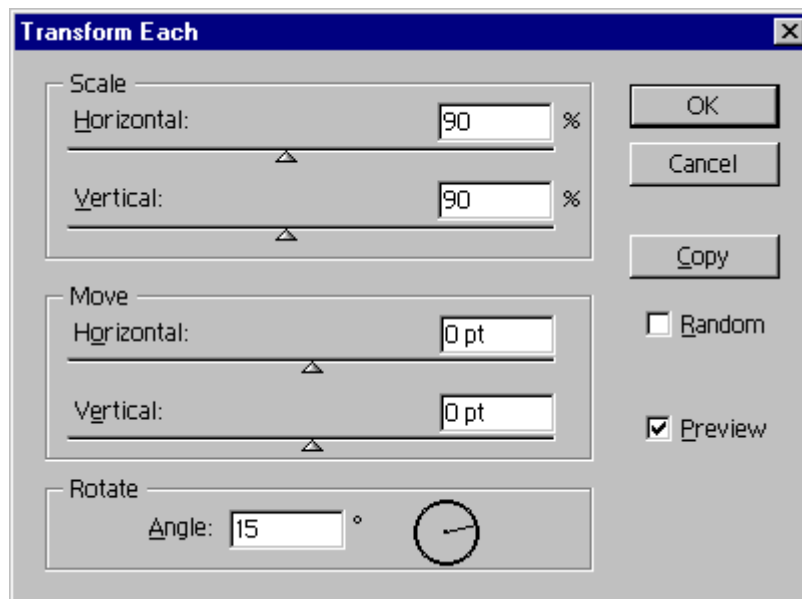 Transform Each
Scale
Horizontal: 90 %
Vertical: 90 %
Move
Horizontal: 0 pt
Vertical: 0 pt
Rotate
Angle: 15 °
OK
Cancel
Copy
Random
Preview